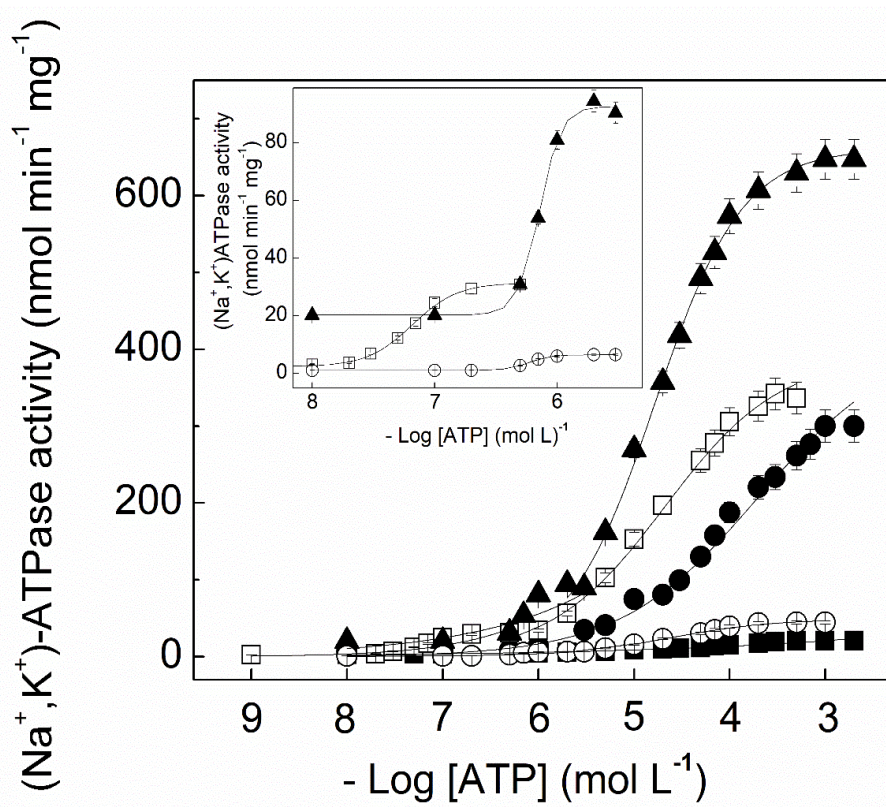 (Na⁺,K⁺)-ATPase activity (nmol min⁻¹ mg⁻¹)
600
400
200
0
9 8 7 6 5 4 3
- Log [ATP] (mol L⁻¹)
(Na⁺,K⁺)ATPase activity
(nmol min⁻¹ mg⁻¹)
80
60
40
20
0
8 7 6
- Log [ATP] (mol L)⁻¹